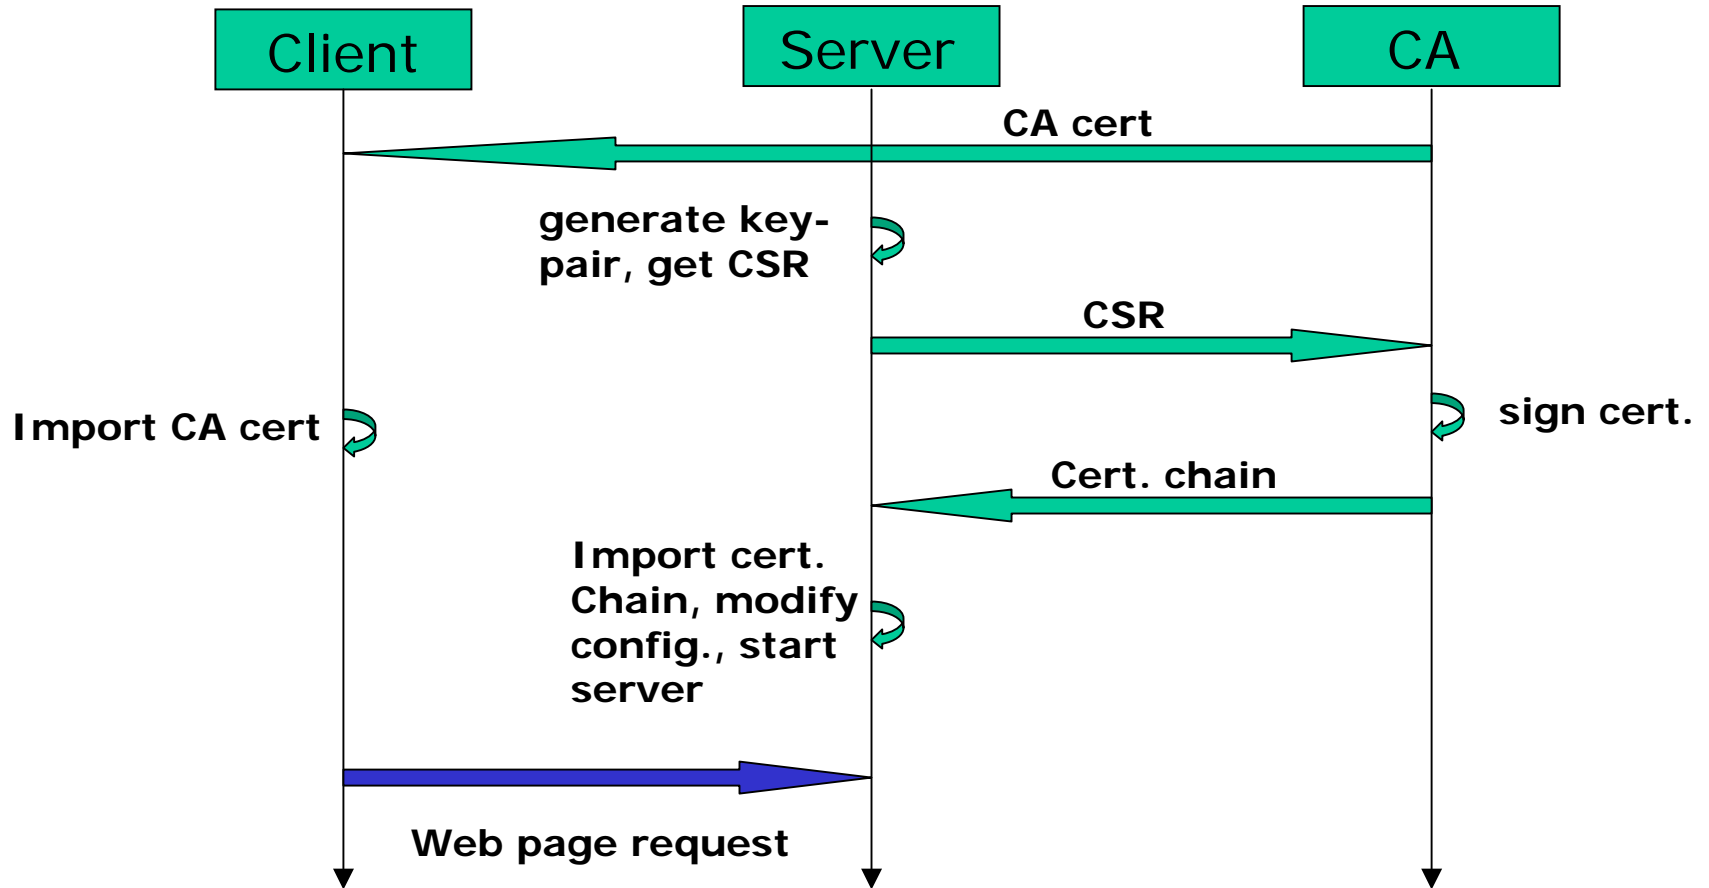 Client
Server
CA
CA cert
generate key-
pair, get CSR
CSR
Import CA cert
sign cert.
Cert. chain
Import cert.
Chain, modify
config., start
server
Web page request